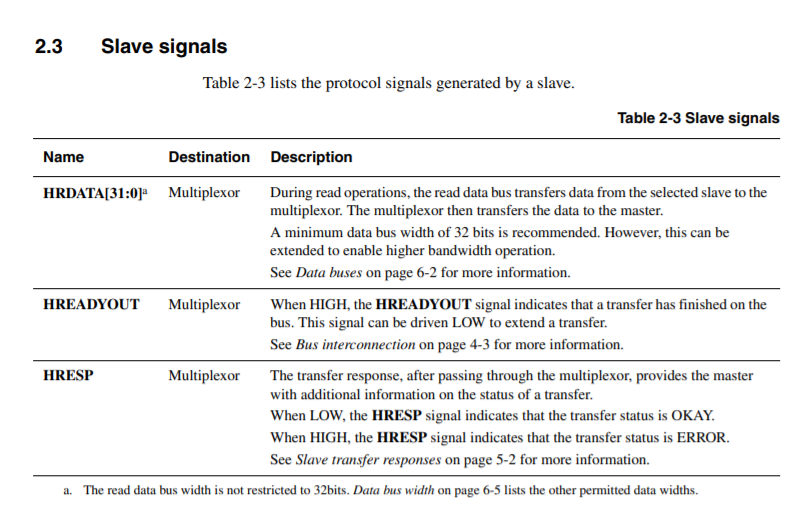 2.3 Slave signals
Table 2-3 lists the protocol signals generated by a slave.
Table 2-3 Slave signals
Name Destination Description
HRDATA[31:0]a Multiplexor During read operations, the read data bus transfers data from the selected slave to the
multiplexor. The multiplexor then transfers the data to the master.
A minimum data bus width of 32 bits is recommended. However, this can be
extended to enable higher bandwidth operation.
See Data buses on page 6-2 for more information.
HREADYOUT Multiplexor When HIGH, the HREADYOUT signal indicates that a transfer has finished on the
bus. This signal can be driven LOW to extend a transfer.
See Bus interconnection on page 4-3 for more information.
HRESP Multiplexor The transfer response, after passing through the multiplexor, provides the master
with additional information on the status of a transfer.
When LOW, the HRESP signal indicates that the transfer status is OKAY.
When HIGH, the HRESP signal indicates that the transfer status is ERROR.
See Slave transfer responses on page 5-2 for more information.
a. The read data bus width is not restricted to 32bits. Data bus width on page 6-5 lists the other permitted data widths.